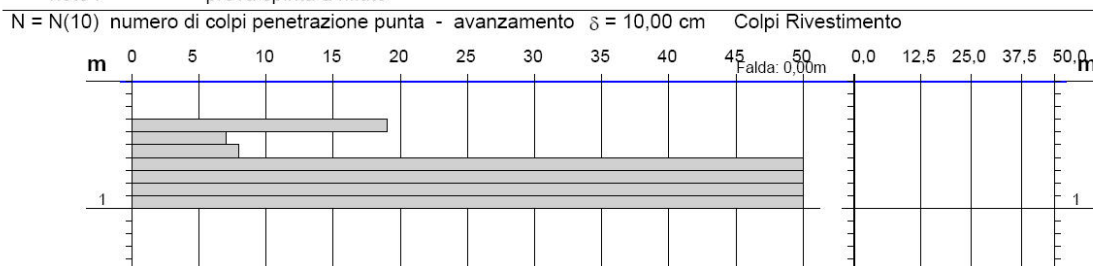 N = N(10) numero di colpi penetrazione punta - avanzamento δ = 10,00 cm Colpi Rivestimento
m 0 5 10 15 20 25 30 35 40 45 50 0,0 12,5 25,0 37,5 50,0 m
Falda: 0,00m
1 1